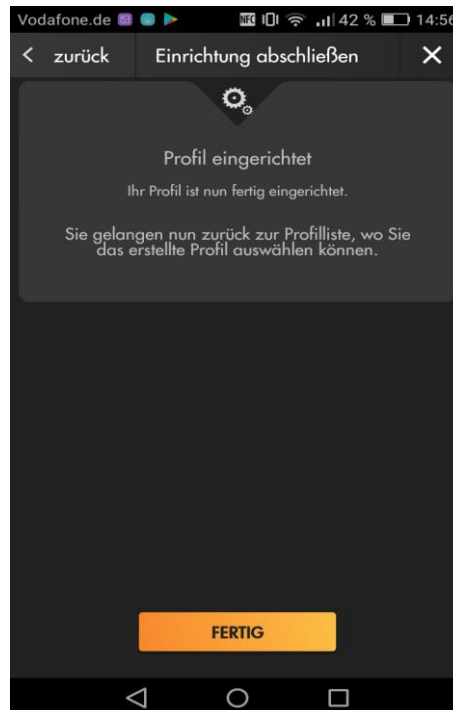 Vodafone.de NFC 42 % 14:56
zurück Einrichtung abschließen
Profil eingerichtet
Ihr Profil ist nun fertig eingerichtet.
Sie gelangen nun zurück zur Profilliste, wo Sie
das erstellte Profil auswählen können.
FERTIG